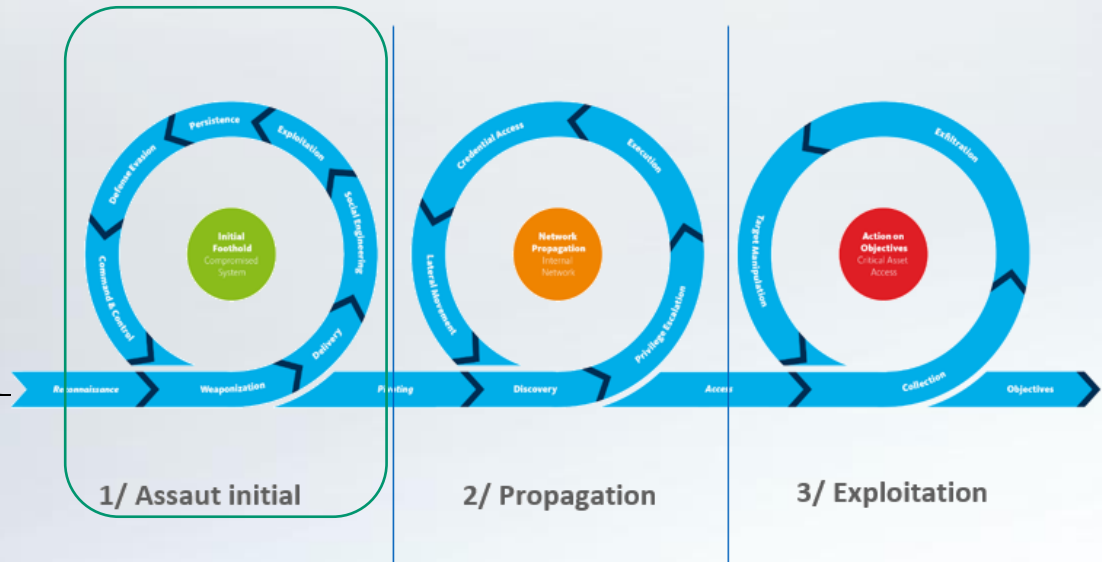 Persistence
Exploitation
Defense Evasion
Social Engineering
Initial
Foothold
Compromised
System
Command & Control
Delivery
Reconnaissance
Weaponization
Pivoting
Credential Access
Execution
Network
Propagation
Internal
Network
Lateral Movement
Privilege Escalation
Discovery
Access
Exfiltration
Target Manipulation
Action on
Objectives
Critical Asset
Access
Collection
Objectives
1/ Assaut initial
2/ Propagation
3/ Exploitation